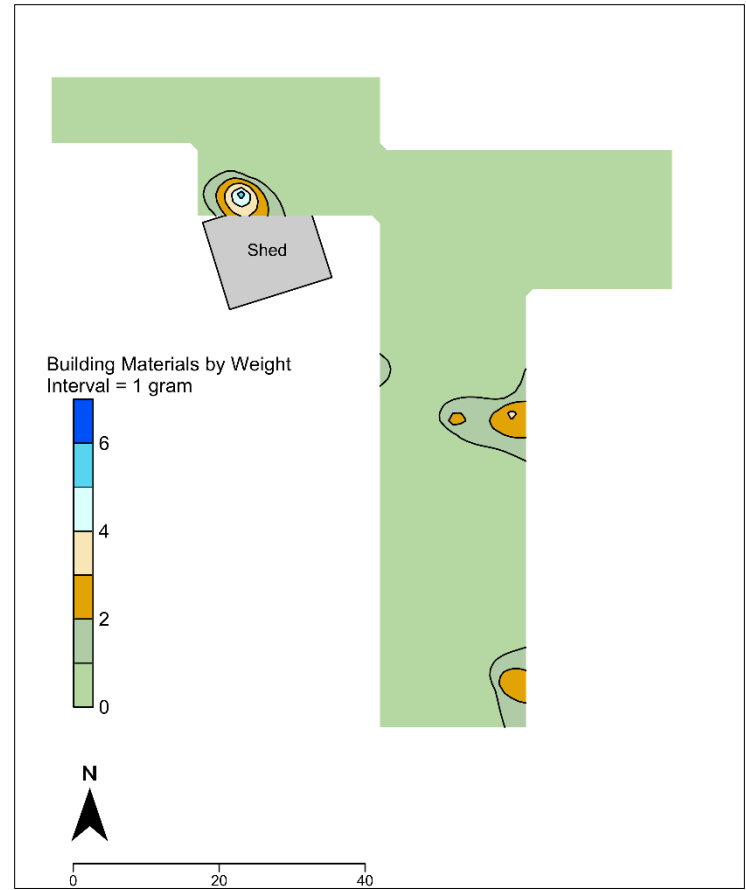 Shed
Building Materials by Weight
Interval = 1 gram
6
4
2
0
N
0 20 40